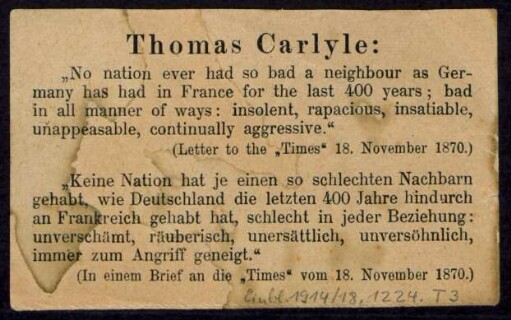 Thomas Carlyle:
„No nation ever had so bad a neighbour as Ger-
many has had in France for the last 400 years; bad
in all manner of ways: insolent, rapacious, insatiable,
unappeasable, continually aggressive.“
(Letter to the „Times“ 18. November 1870.)
„Keine Nation hat je einen so schlechten Nachbarn
gehabt, wie Deutschland die letzten 400 Jahre hindurch
an Frankreich gehabt hat, schlecht in jeder Beziehung:
unverschämt, räuberisch, unersättlich, unversöhnlich,
immer zum Angriff geneigt.“
(In einem Brief an die „Times“ vom 18. November 1870.)
1914/18, 1224. T3